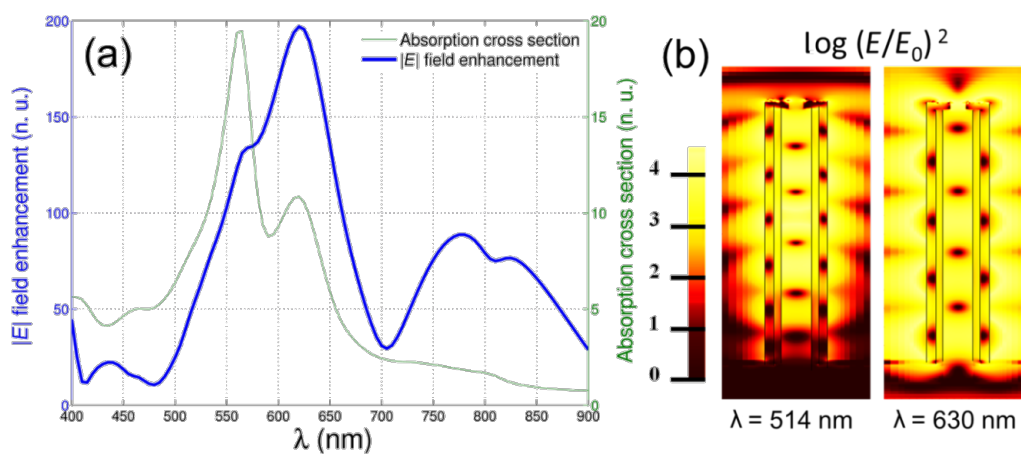 (a)
Absorption cross section
|E| field enhancement
|E| field enhancement (n. u.)
200
150
100
50
0
400 450 500 550 600 650 700 750 800 850 900
λ (nm)
20
15
10
5
0
Absorption cross section (n. u.)
(b)
log (E/E₀) ²
4
3
2
1
0
λ = 514 nm λ = 630 nm